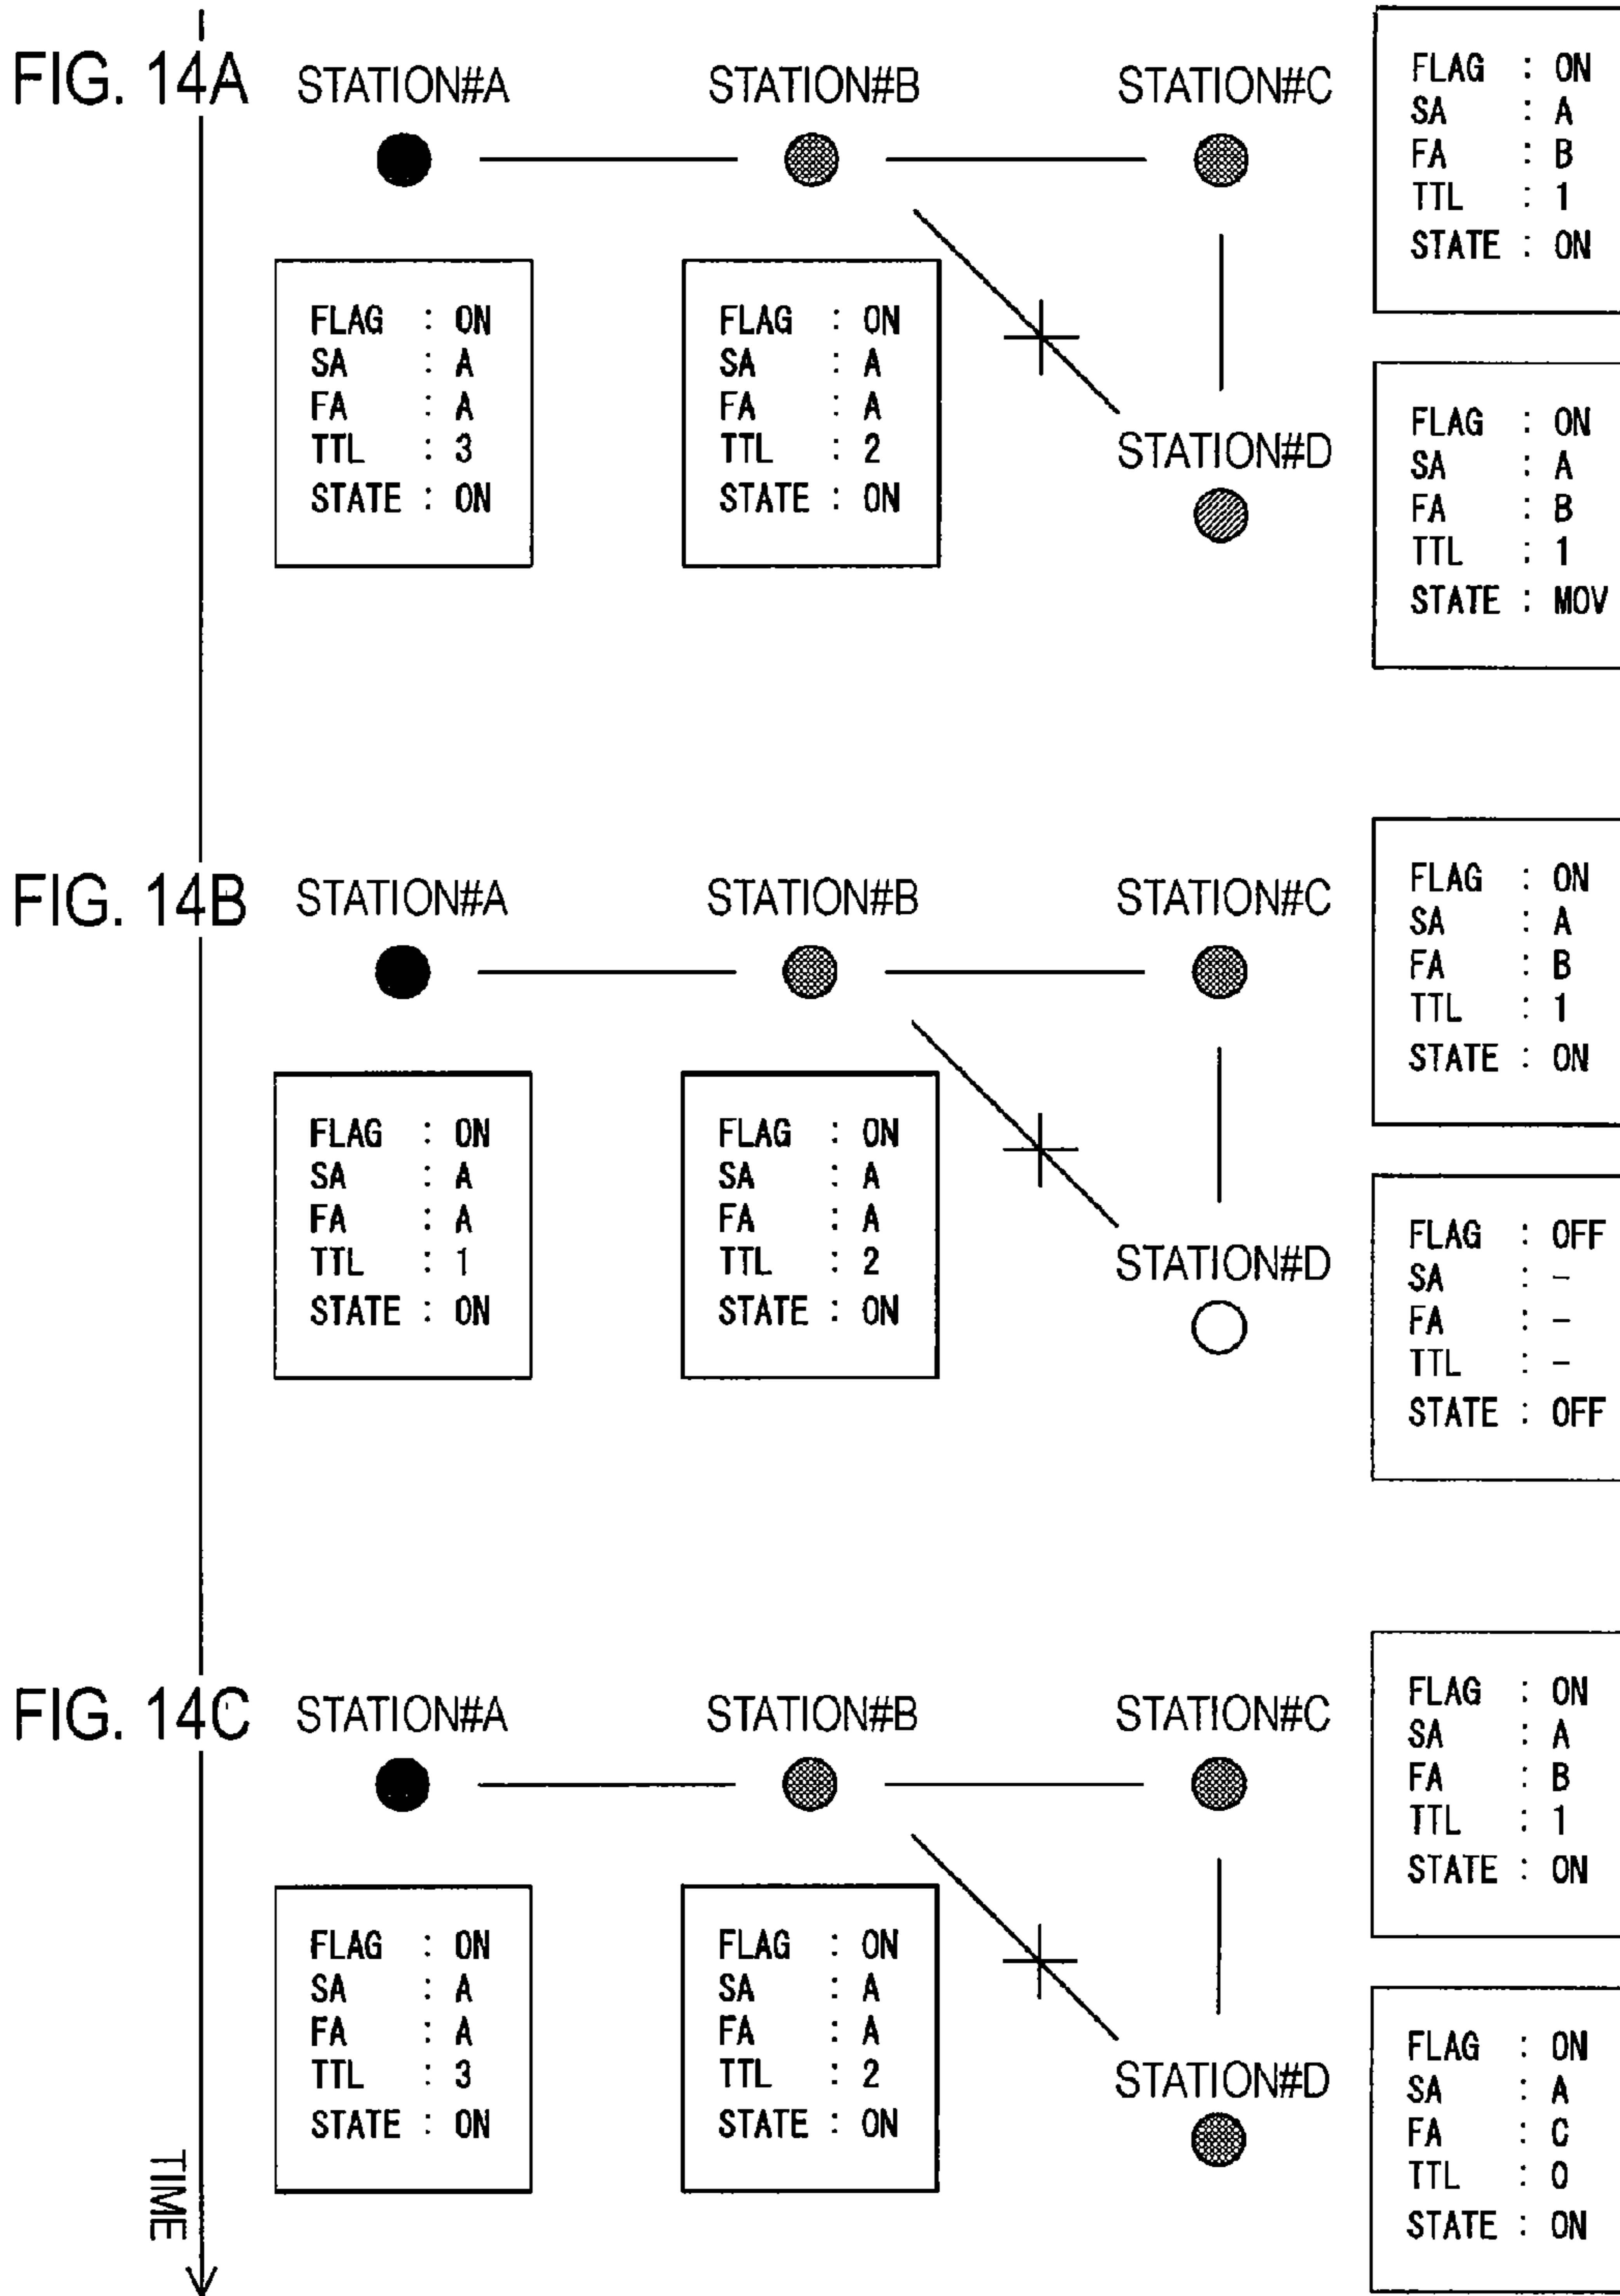 FIG. 14A
STATION#A
STATION#B
STATION#C
FLAG : ON
SA : A
FA : B
TTL : 1
STATE : ON
FLAG : ON
SA : A
FA : A
TTL : 3
STATE : ON
FLAG : ON
SA : A
FA : A
TTL : 2
STATE : ON
STATION#D
FLAG : ON
SA : A
FA : B
TTL : 1
STATE : MOV
FIG. 14B
STATION#A
STATION#B
STATION#C
FLAG : ON
SA : A
FA : B
TTL : 1
STATE : ON
FLAG : ON
SA : A
FA : A
TTL : 1
STATE : ON
FLAG : ON
SA : A
FA : A
TTL : 2
STATE : ON
STATION#D
FLAG : OFF
SA : -
FA : -
TTL : -
STATE : OFF
FIG. 14C
STATION#A
STATION#B
STATION#C
FLAG : ON
SA : A
FA : B
TTL : 1
STATE : ON
FLAG : ON
SA : A
FA : A
TTL : 3
STATE : ON
FLAG : ON
SA : A
FA : A
TTL : 2
STATE : ON
STATION#D
FLAG : ON
SA : A
FA : C
TTL : 0
STATE : ON
TIME